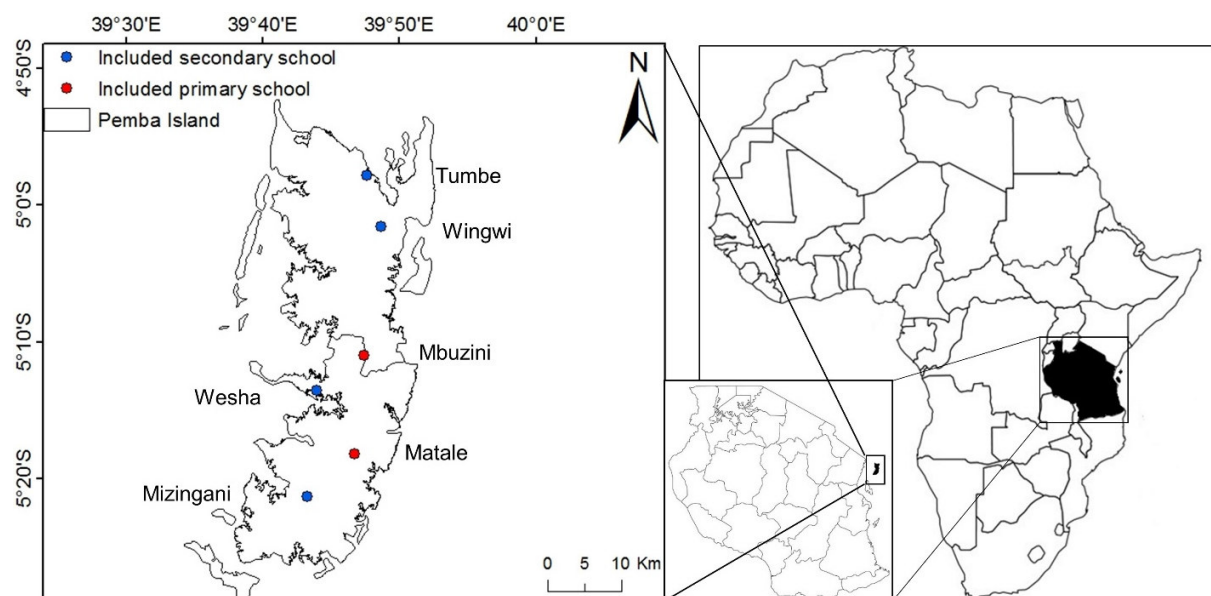 39°30'E 39°40'E 39°50'E 40°0'E
4°50'S
5°0'S
5°10'S
5°20'S
Included secondary school
Included primary school
Pemba Island
N
Tumbe
Wingwi
Mbuzini
Wesha
Matale
Mizingani
0 5 10 Km